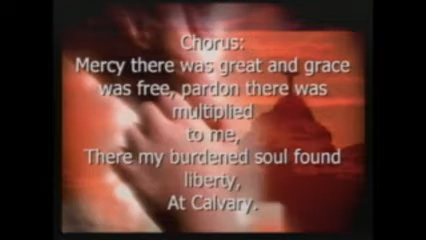 Chorus:
Mercy there was great and grace
was free, pardon there was
multiplied
to me,
There my burdened soul found
liberty,
At Calvary.